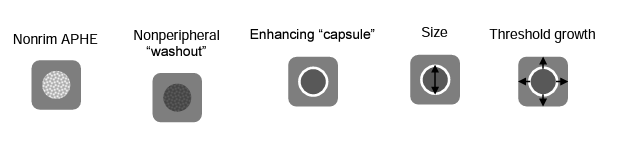 Nonrim APHE
Nonperipheral
“washout”
Enhancing “capsule”
Size
Threshold growth